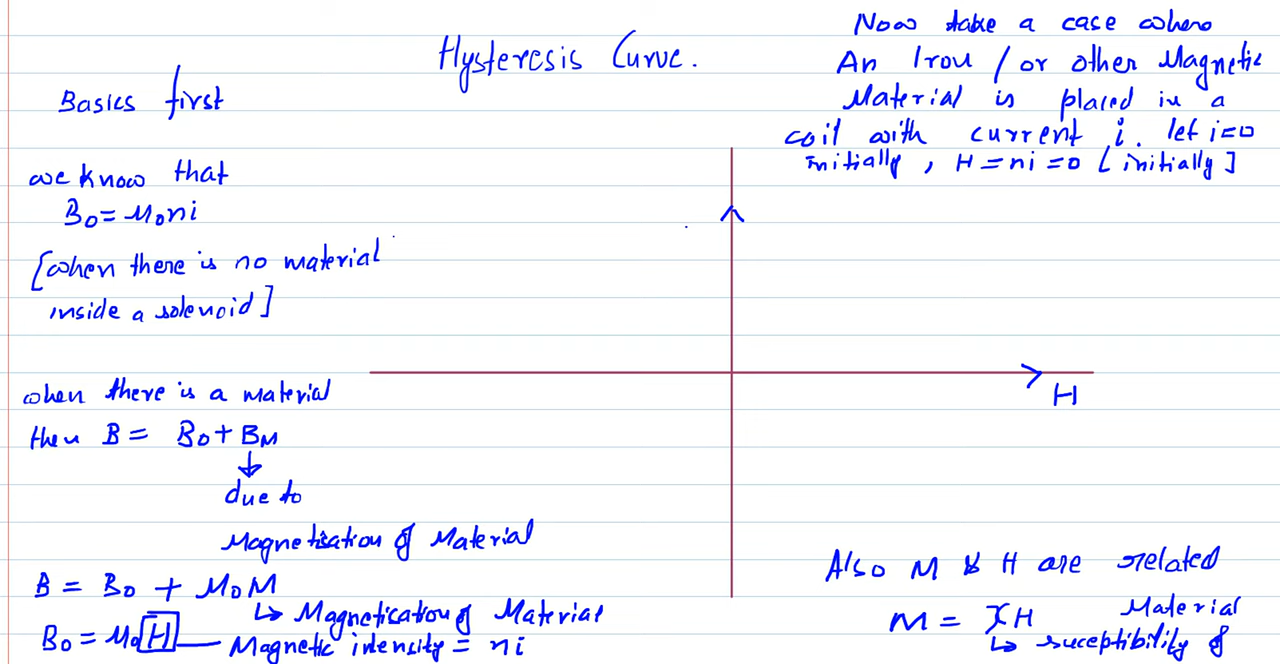 Hysteresis Curve.
Basics first
we know that
B₀ = μ₀ni
[when there is no material
inside a solenoid]
when there is a material
then B = B₀ + Bₘ
↓
due to
Magnetisation of Material
B = B₀ + μ₀M
↳ Magnetisation of Material
B₀ = μ₀H — Magnetic intensity = ni
Now take a case where
An Iron / or other Magnetic
Material is placed in a
coil with current i. let i=0
initially, H = ni = 0 [initially]
H
Also M & H are related
M = χH Material
↳ suceptibility of